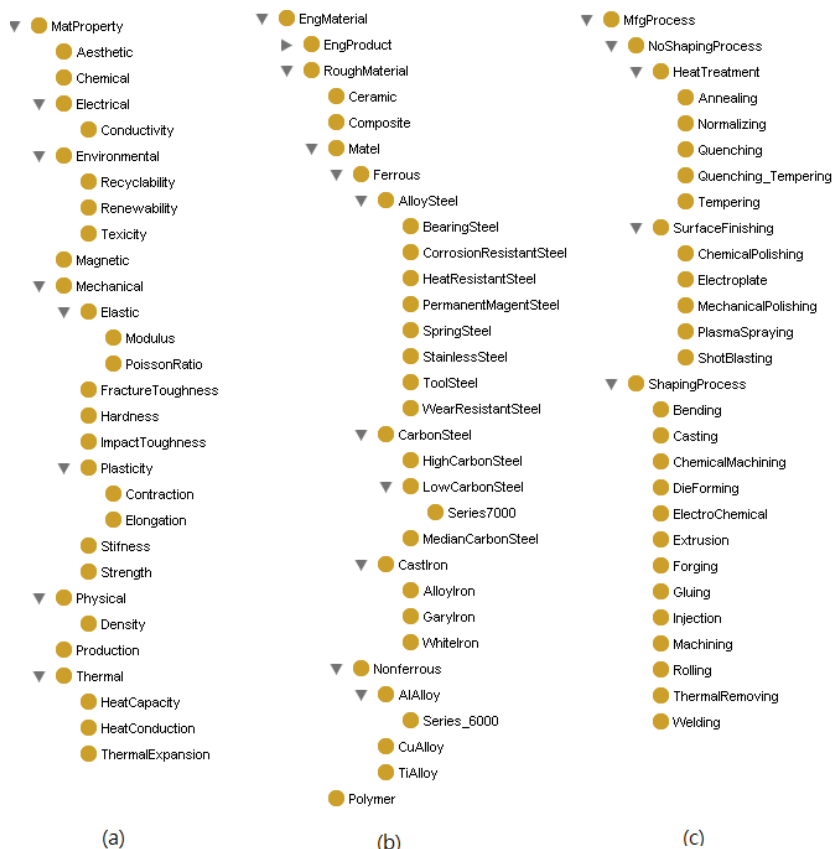 MatProperty
Aesthetic
Chemical
Electrical
Conductivity
Environmental
Recyclability
Renewability
Texicity
Magnetic
Mechanical
Elastic
Modulus
PoissonRatio
FractureToughness
Hardness
ImpactToughness
Plasticity
Contraction
Elongation
Stifness
Strength
Physical
Density
Production
Thermal
HeatCapacity
HeatConduction
ThermalExpansion
(a)
EngMaterial
EngProduct
RoughMaterial
Ceramic
Composite
Matel
Ferrous
AlloySteel
BearingSteel
CorrosionResistantSteel
HeatResistantSteel
PermanentMagentSteel
SpringSteel
StainlessSteel
ToolSteel
WearResistantSteel
CarbonSteel
HighCarbonSteel
LowCarbonSteel
Series7000
MedianCarbonSteel
CastIron
AlloyIron
GaryIron
WhiteIron
Nonferrous
AlAlloy
Series_6000
CuAlloy
TiAlloy
Polymer
(b)
MfgProcess
NoShapingProcess
HeatTreatment
Annealing
Normalizing
Quenching
Quenching_Tempering
Tempering
SurfaceFinishing
ChemicalPolishing
Electroplate
MechanicalPolishing
PlasmaSpraying
ShotBlasting
ShapingProcess
Bending
Casting
ChemicalMachining
DieForming
ElectroChemical
Extrusion
Forging
Gluing
Injection
Machining
Rolling
ThermalRemoving
Welding
(c)